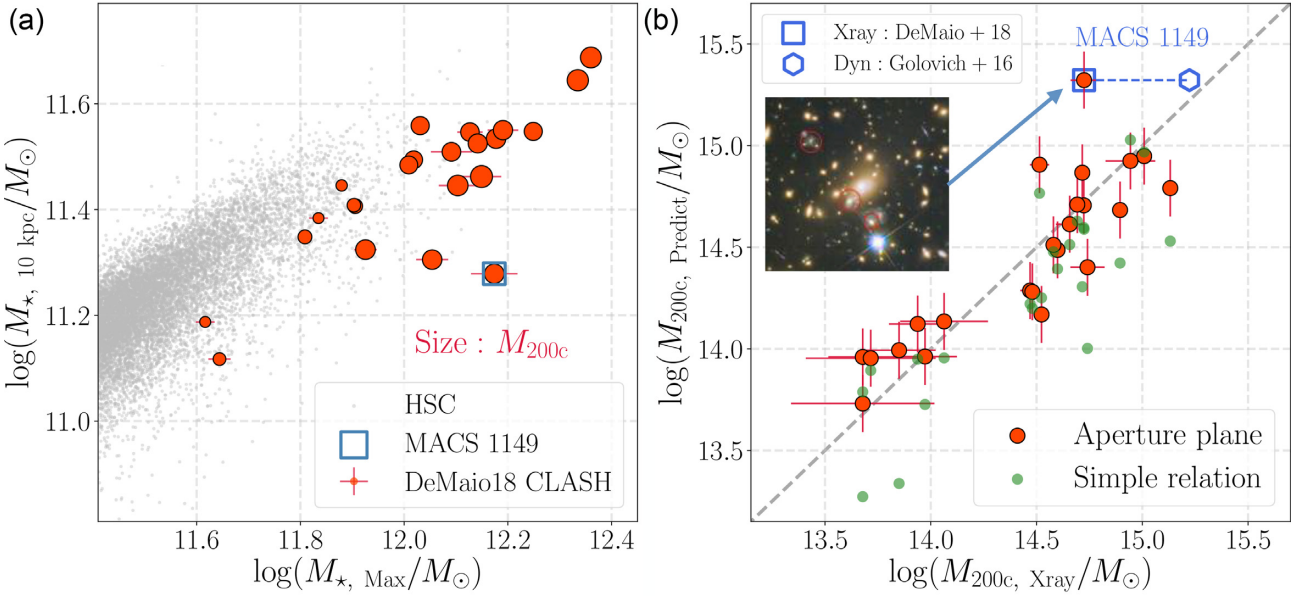 (a)
11.6
11.4
11.2
11.0
log(M⋆, 10 kpc/M⊙)
Size : M200c
HSC
MACS 1149
DeMaio18 CLASH
11.6 11.8 12.0 12.2 12.4
log(M⋆, Max/M⊙)
(b)
15.5
15.0
14.5
14.0
13.5
log(M200c, Predict/M⊙)
Xray : DeMaio + 18
Dyn : Golovich + 16
MACS 1149
Aperture plane
Simple relation
13.5 14.0 14.5 15.0 15.5
log(M200c, Xray/M⊙)